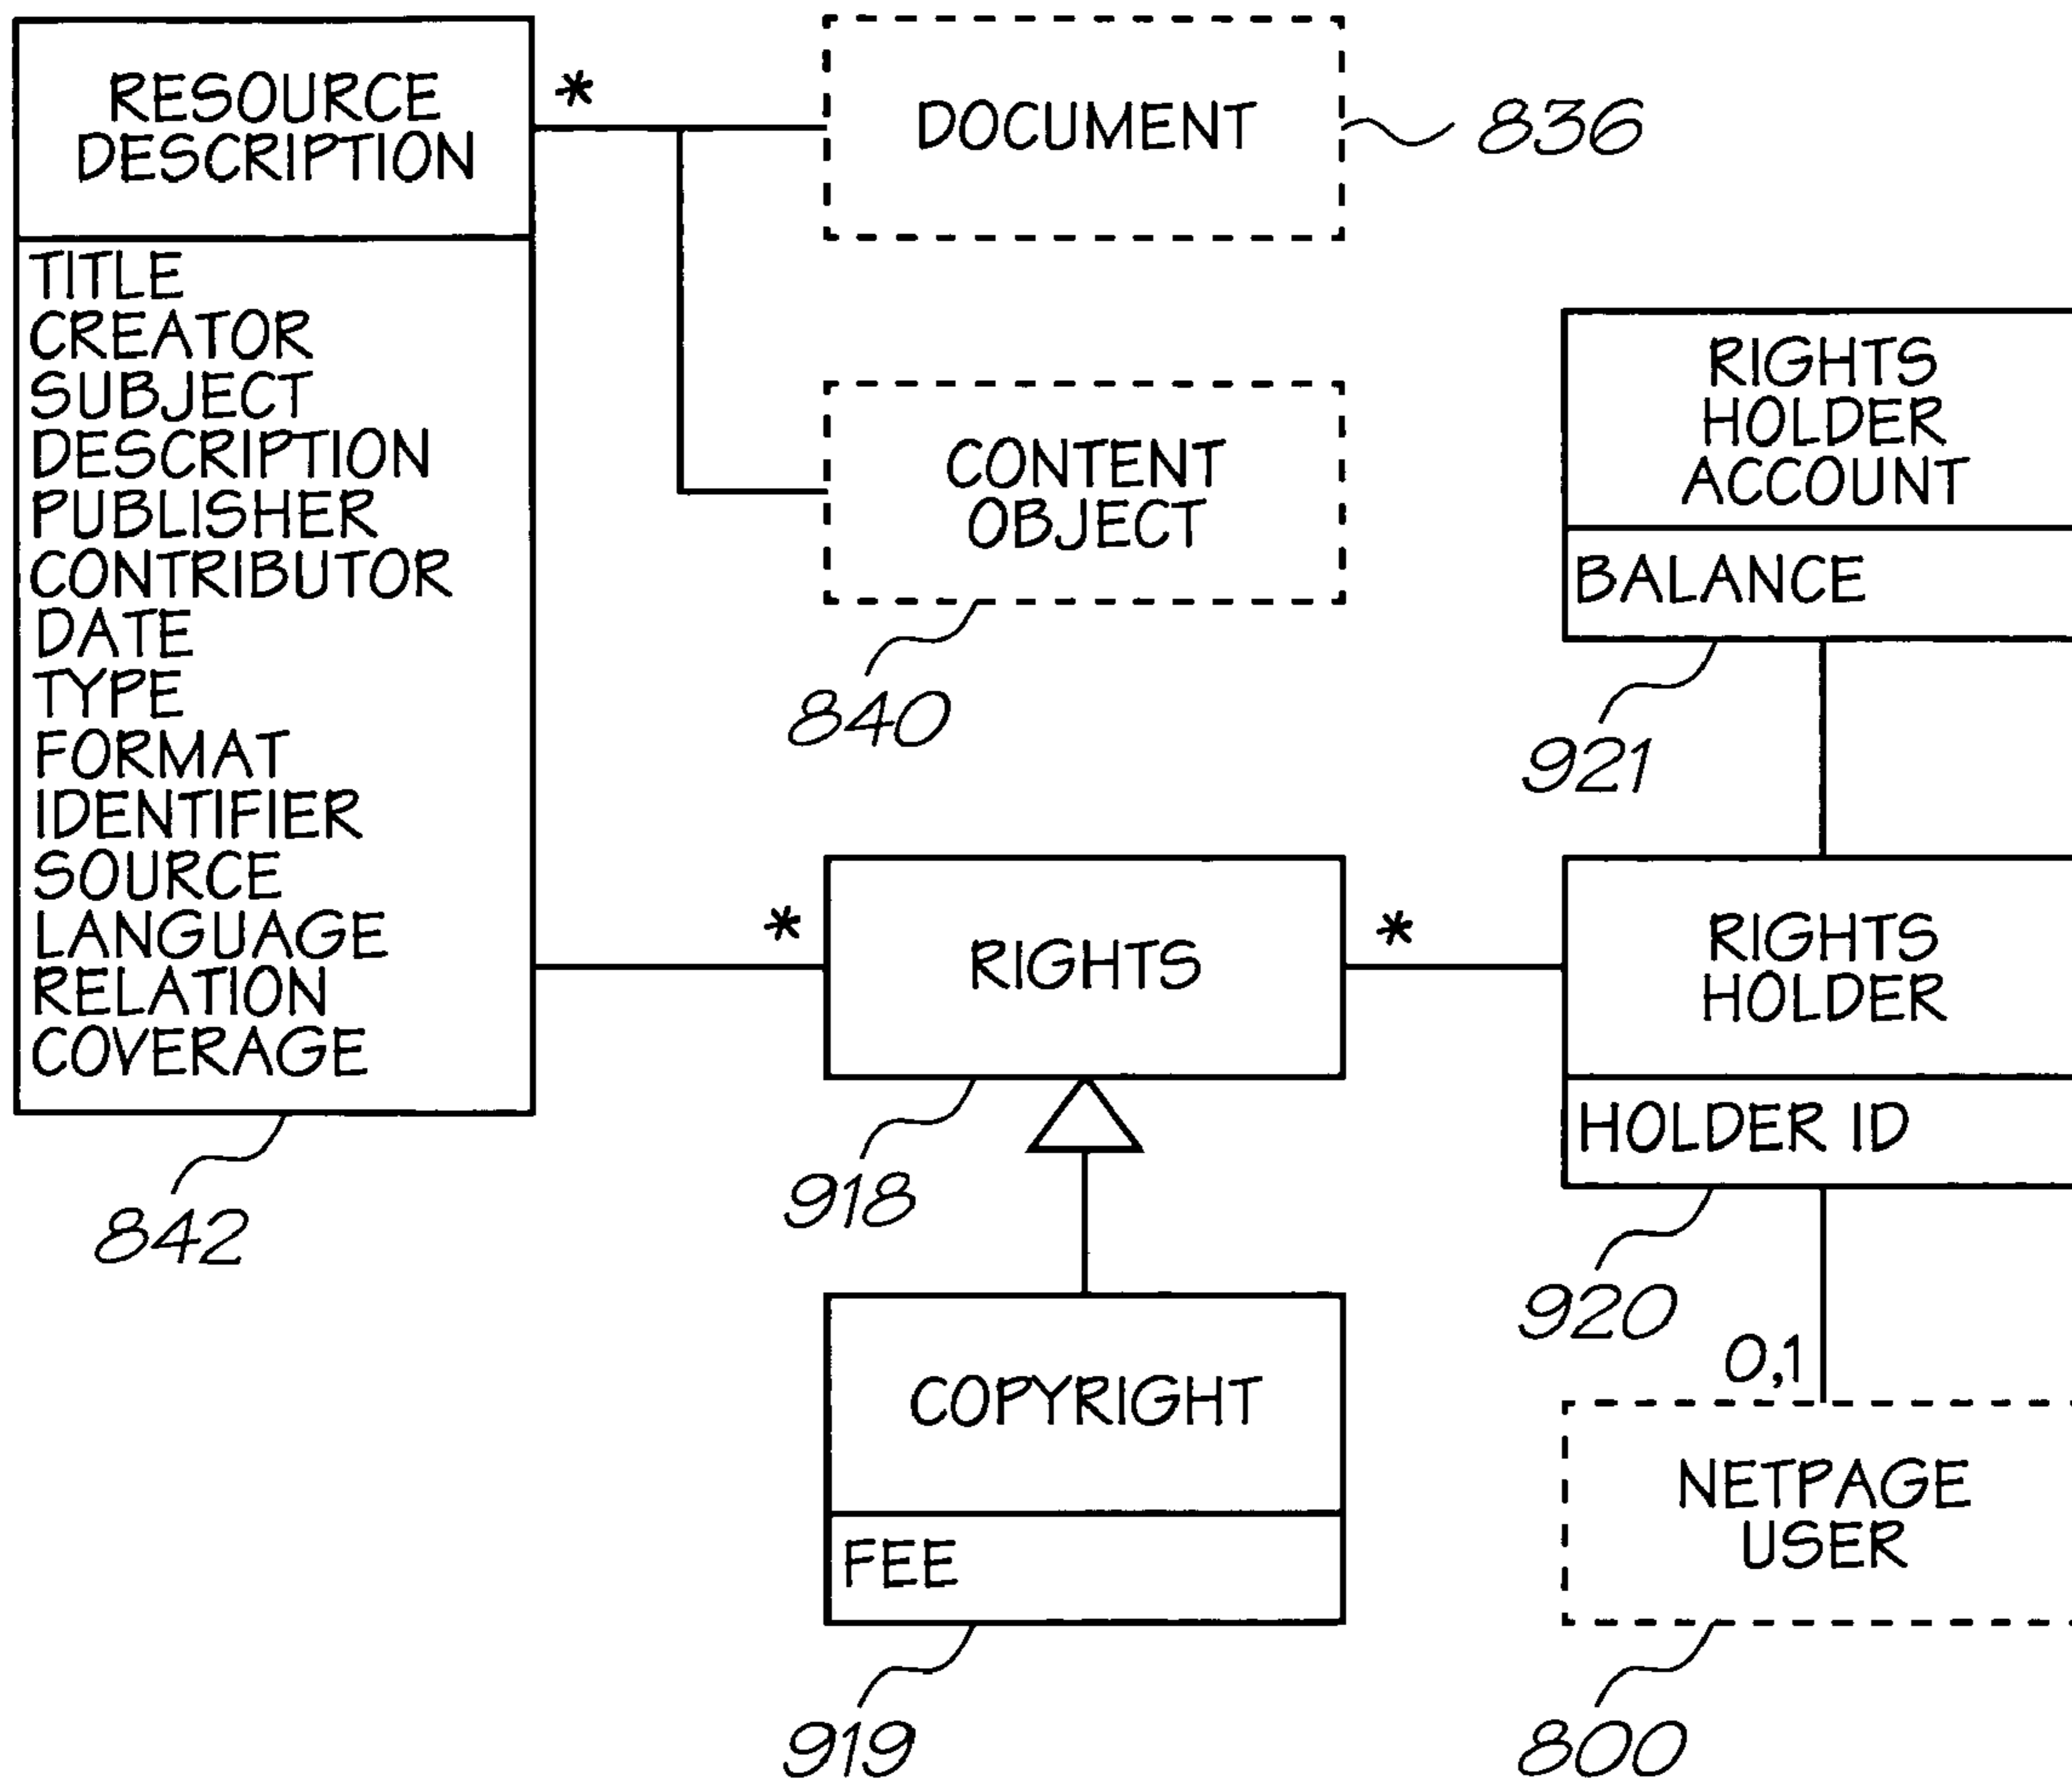 RESOURCE
DESCRIPTION
TITLE
CREATOR
SUBJECT
DESCRIPTION
PUBLISHER
CONTRIBUTOR
DATE
TYPE
FORMAT
IDENTIFIER
SOURCE
LANGUAGE
RELATION
COVERAGE
842
*
DOCUMENT
836
CONTENT
OBJECT
840
RIGHTS
HOLDER
ACCOUNT
BALANCE
921
*
RIGHTS
918
*
RIGHTS
HOLDER
HOLDER ID
920
COPYRIGHT
FEE
919
0,1
NETPAGE
USER
800